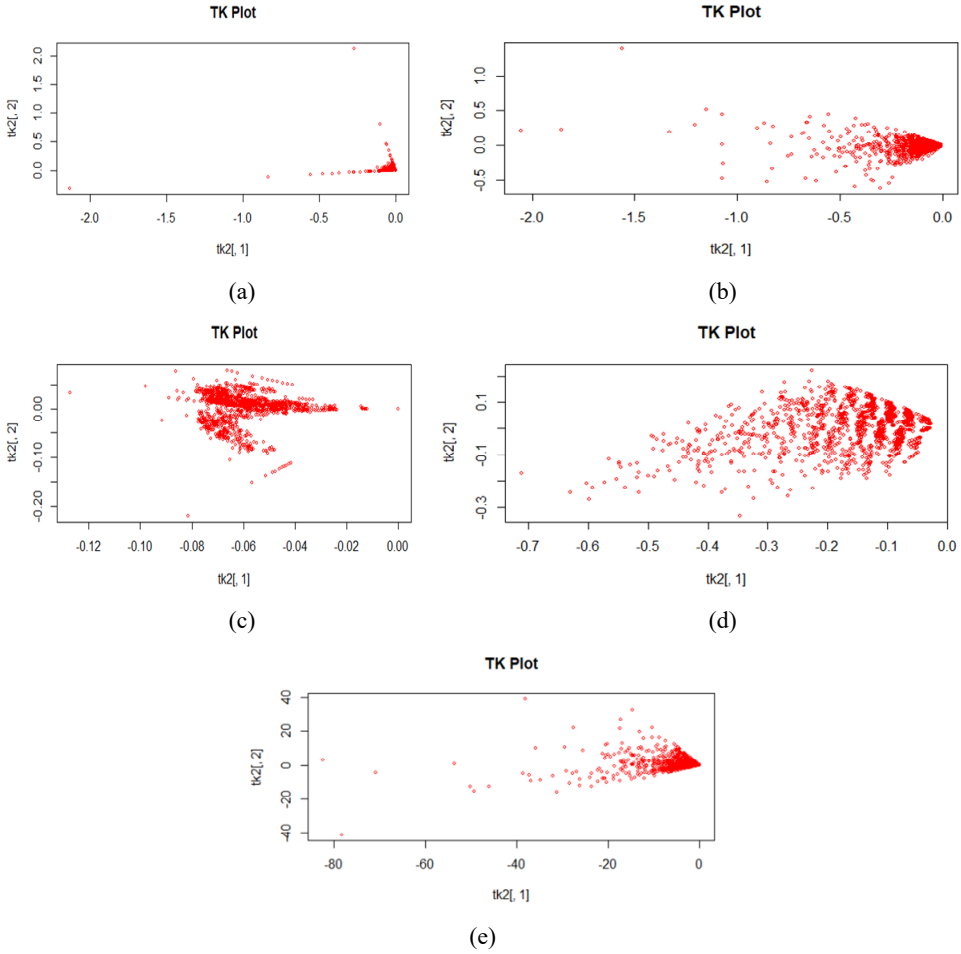 TK Plot
tk2[, 2]
2.0
1.5
1.0
0.5
0.0
-2.0 -1.5 -1.0 -0.5 0.0
tk2[, 1]
(a)
TK Plot
tk2[, 2]
1.0
0.5
0.0
-0.5
-2.0 -1.5 -1.0 -0.5 0.0
tk2[, 1]
(b)
TK Plot
tk2[, 2]
0.00
-0.10
-0.20
-0.12 -0.10 -0.08 -0.06 -0.04 -0.02 0.00
tk2[, 1]
(c)
TK Plot
tk2[, 2]
0.1
-0.1
-0.3
-0.7 -0.6 -0.5 -0.4 -0.3 -0.2 -0.1 0.0
tk2[, 1]
(d)
TK Plot
tk2[, 2]
40
20
0
-20
-40
-80 -60 -40 -20 0
tk2[, 1]
(e)